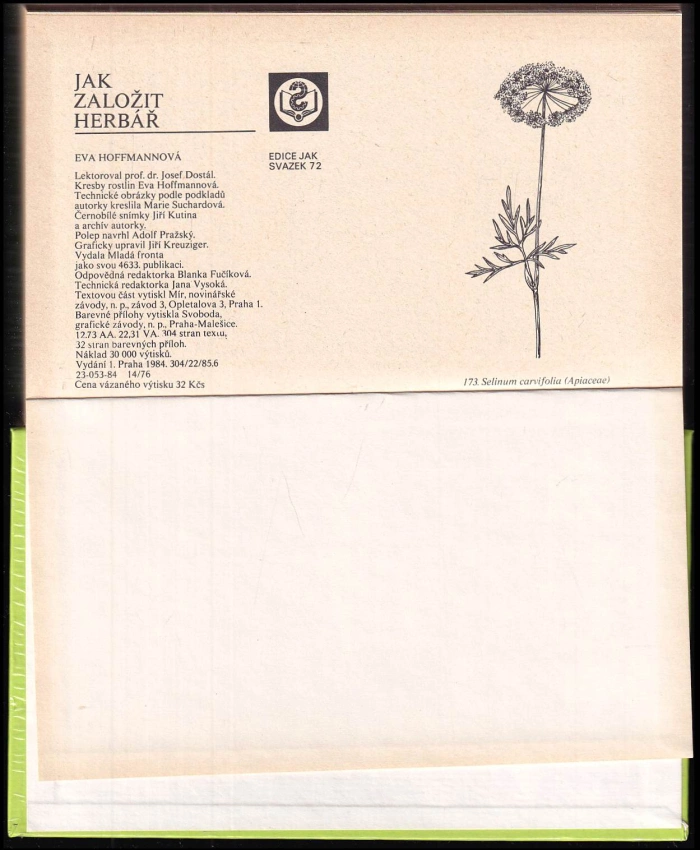 JAK
ZALOŽIT
HERBÁŘ
EVA HOFFMANNOVÁ
EDICE JAK
SVAZEK 72
Lektoroval prof. dr. Josef Dostál.
Kresby rostlin Eva Hoffmannová.
Technické obrázky podle podkladů
autorky kreslila Marie Suchardová.
Černobílé snímky Jiří Kutina
a archív autorky.
Polep navrhl Adolf Pražský.
Graficky upravil Jiří Kreuziger.
Vydala Mladá fronta
jako svou 4633. publikaci.
Odpovědná redaktorka Blanka Fučíková.
Technická redaktorka Jana Vysoká.
Textovou část vytiskl Mír, novinářské
závody, n. p., závod 3, Opletalova 3, Praha 1.
Barevné přílohy vytiskla Svoboda,
grafické závody, n. p., Praha-Malešice.
12.73 AA. 22,31 VA. 304 stran textu,
32 stran barevných příloh.
Náklad 30 000 výtisků.
Vydání 1. Praha 1984. 304/22/85.6
23-053-84 14/76
Cena vázaného výtisku 32 Kčs
173. Selinum carvifolia (Apiaceae)